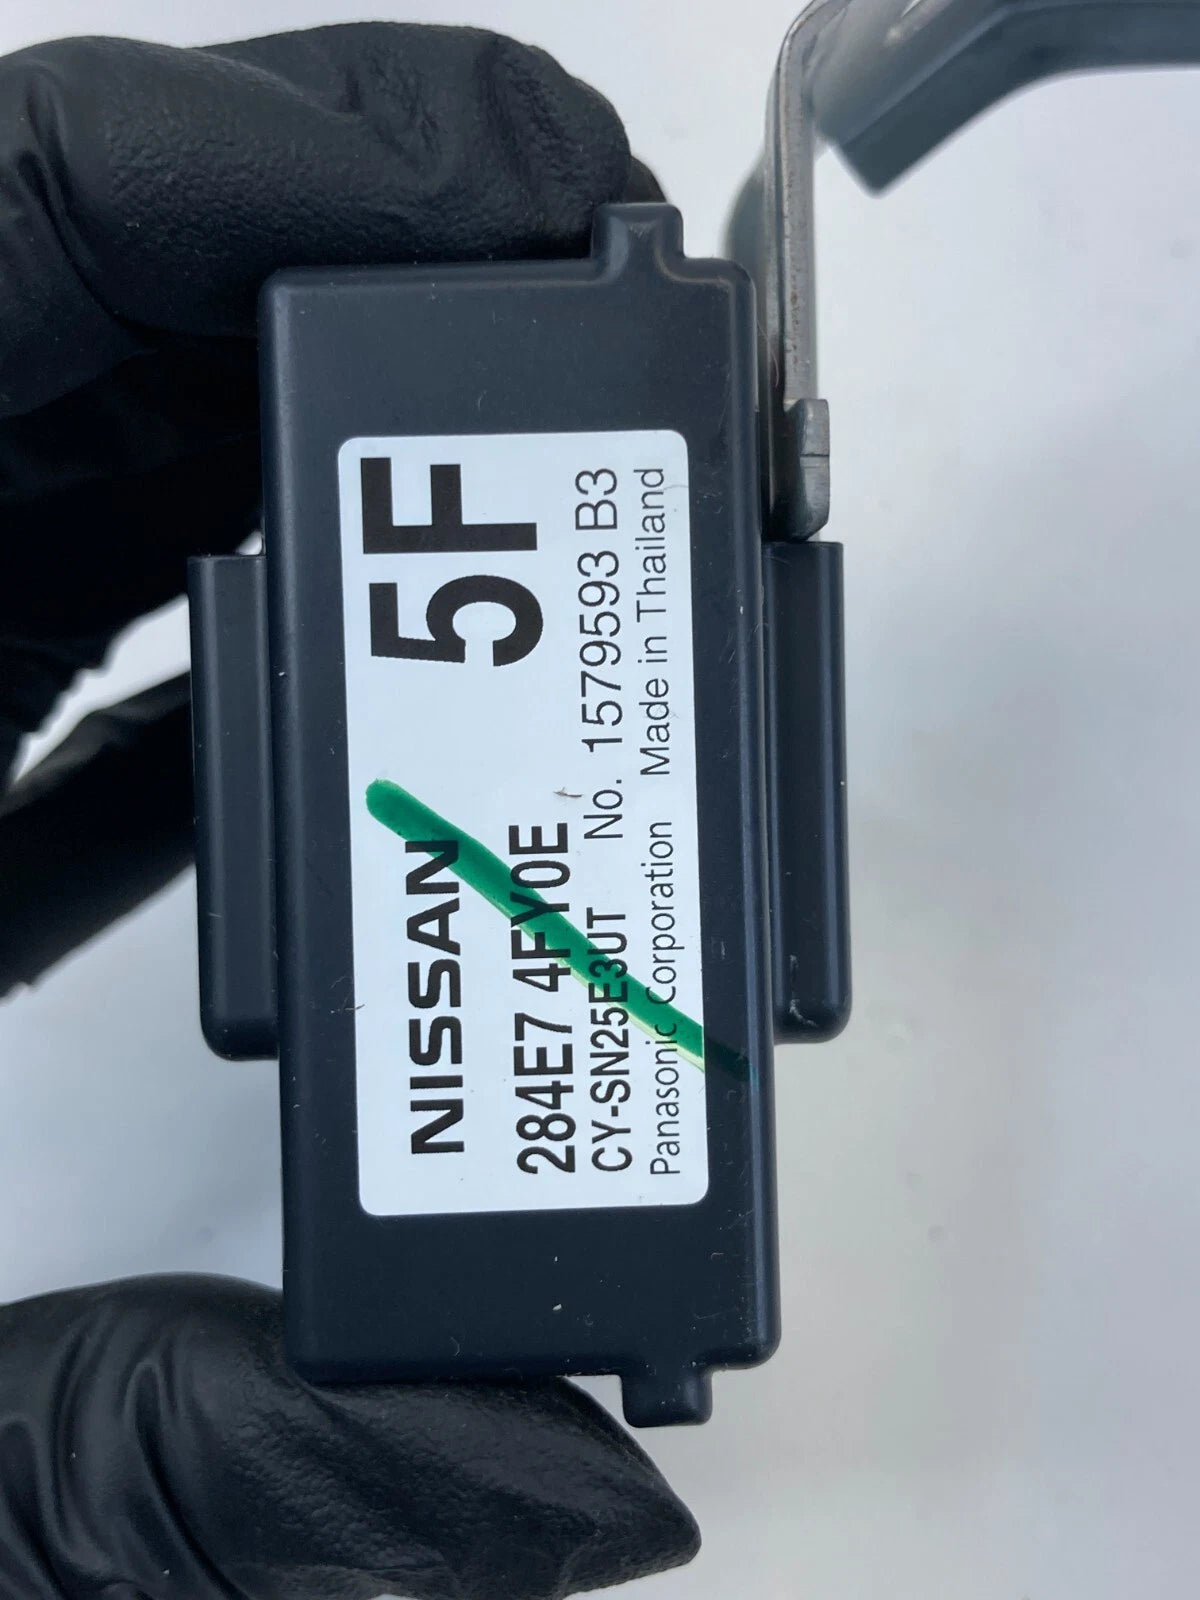 NISSAN 5F
284E7 4FY0E
CY-SN25E3UT No. 1579593 B3
Panasonic Corporation Made in Thailand